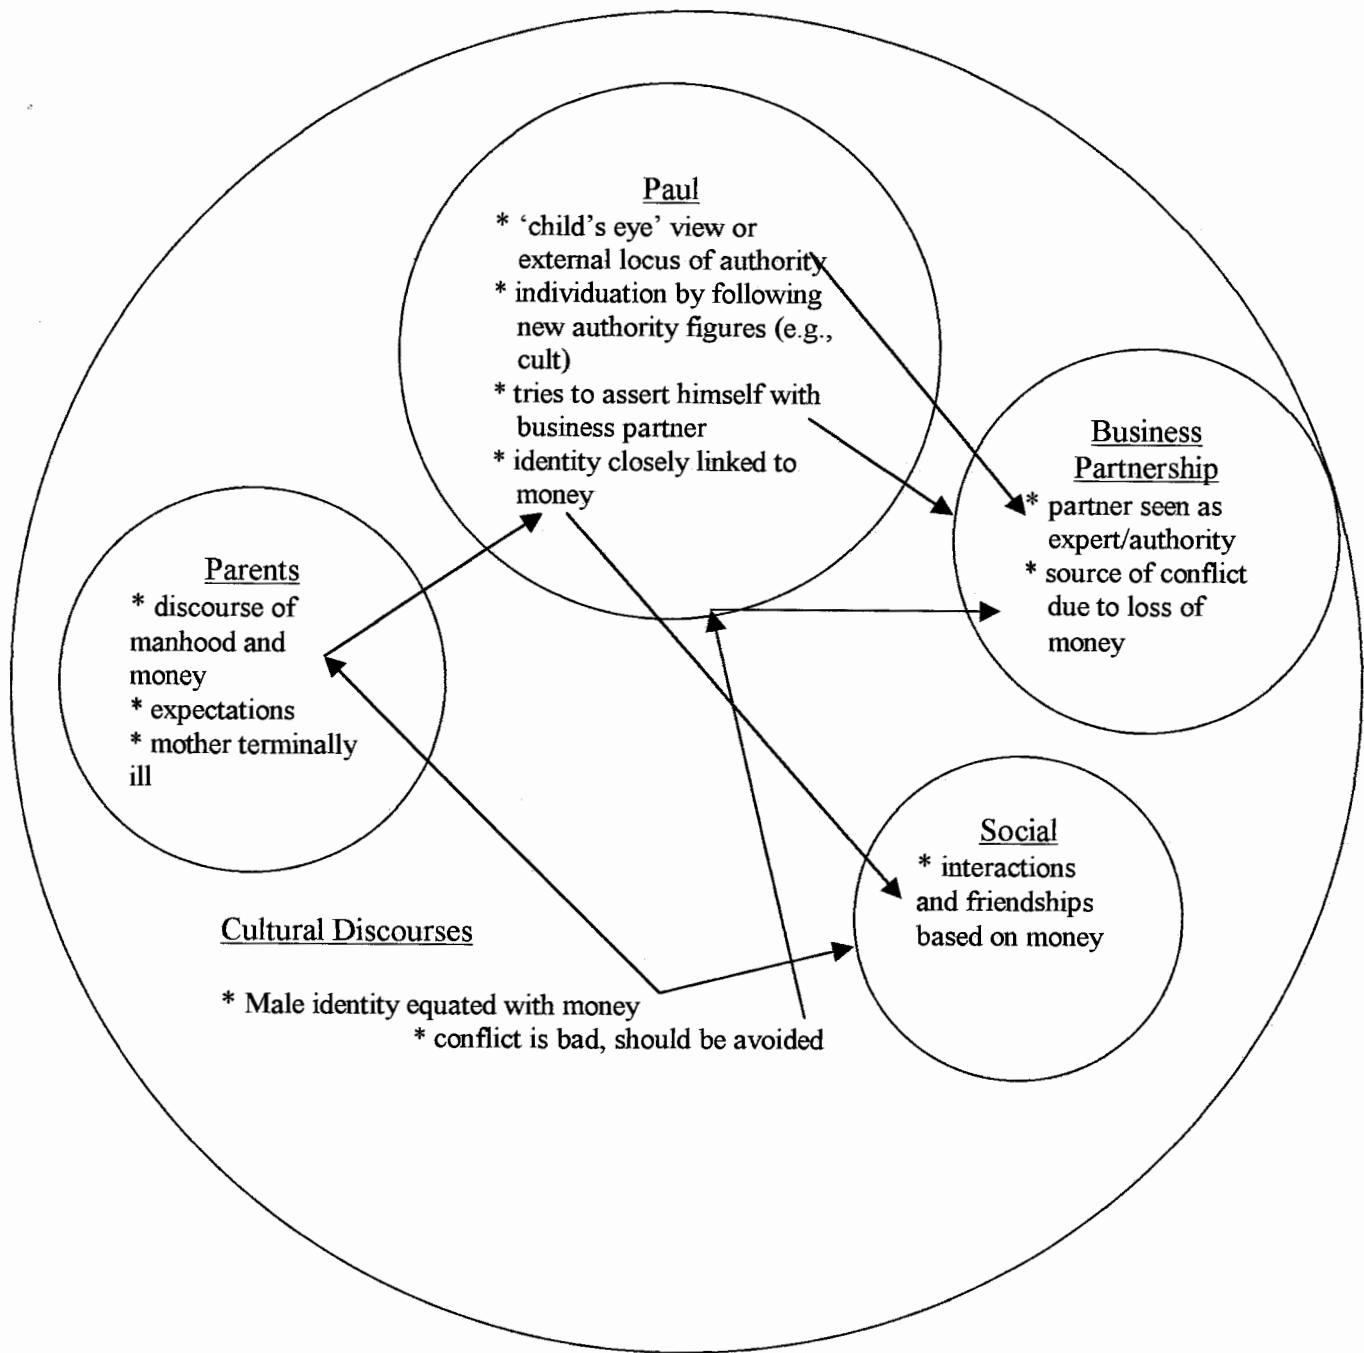 Paul
* ‘child’s eye’ view or
external locus of authority
* individuation by following
new authority figures (e.g.,
cult)
* tries to assert himself with
business partner
* identity closely linked to
money
Business
Partnership
* partner seen as
expert/authority
* source of conflict
due to loss of
money
Parents
* discourse of
manhood and
money
* expectations
* mother terminally
ill
Social
* interactions
and friendships
based on money
Cultural Discourses
* Male identity equated with money
* conflict is bad, should be avoided